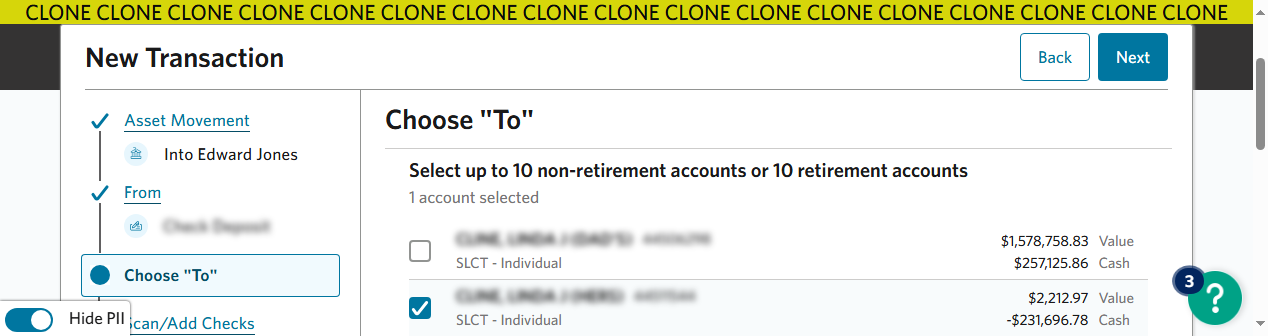 CLONE CLONE CLONE CLONE CLONE CLONE CLONE CLONE CLONE CLONE CLONE CLONE CLONE CLONE CLONE CLONE CLONE
New Transaction
Back
Next
Asset Movement
Into Edward Jones
From
Choose "To"
Scan/Add Checks
Hide PII
Choose "To"
Select up to 10 non-retirement accounts or 10 retirement accounts
1 account selected
$1,578,758.83 Value
SLCT - Individual
$257,125.86 Cash
$2,212.97 Value
SLCT - Individual
-$231,696.78 Cash
3
?